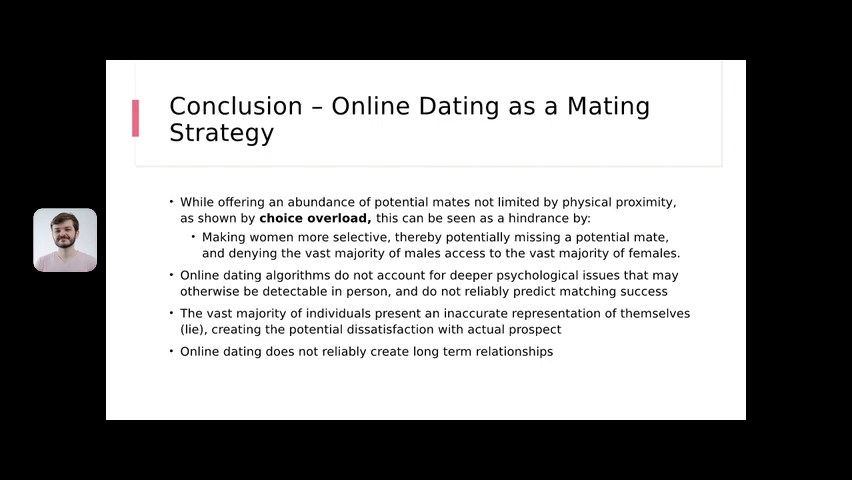 Conclusion – Online Dating as a Mating
Strategy
• While offering an abundance of potential mates not limited by physical proximity,
as shown by choice overload, this can be seen as a hindrance by:
• Making women more selective, thereby potentially missing a potential mate,
and denying the vast majority of males access to the vast majority of females.
• Online dating algorithms do not account for deeper psychological issues that may
otherwise be detectable in person, and do not reliably predict matching success
• The vast majority of individuals present an inaccurate representation of themselves
(lie), creating the potential dissatisfaction with actual prospect
• Online dating does not reliably create long term relationships